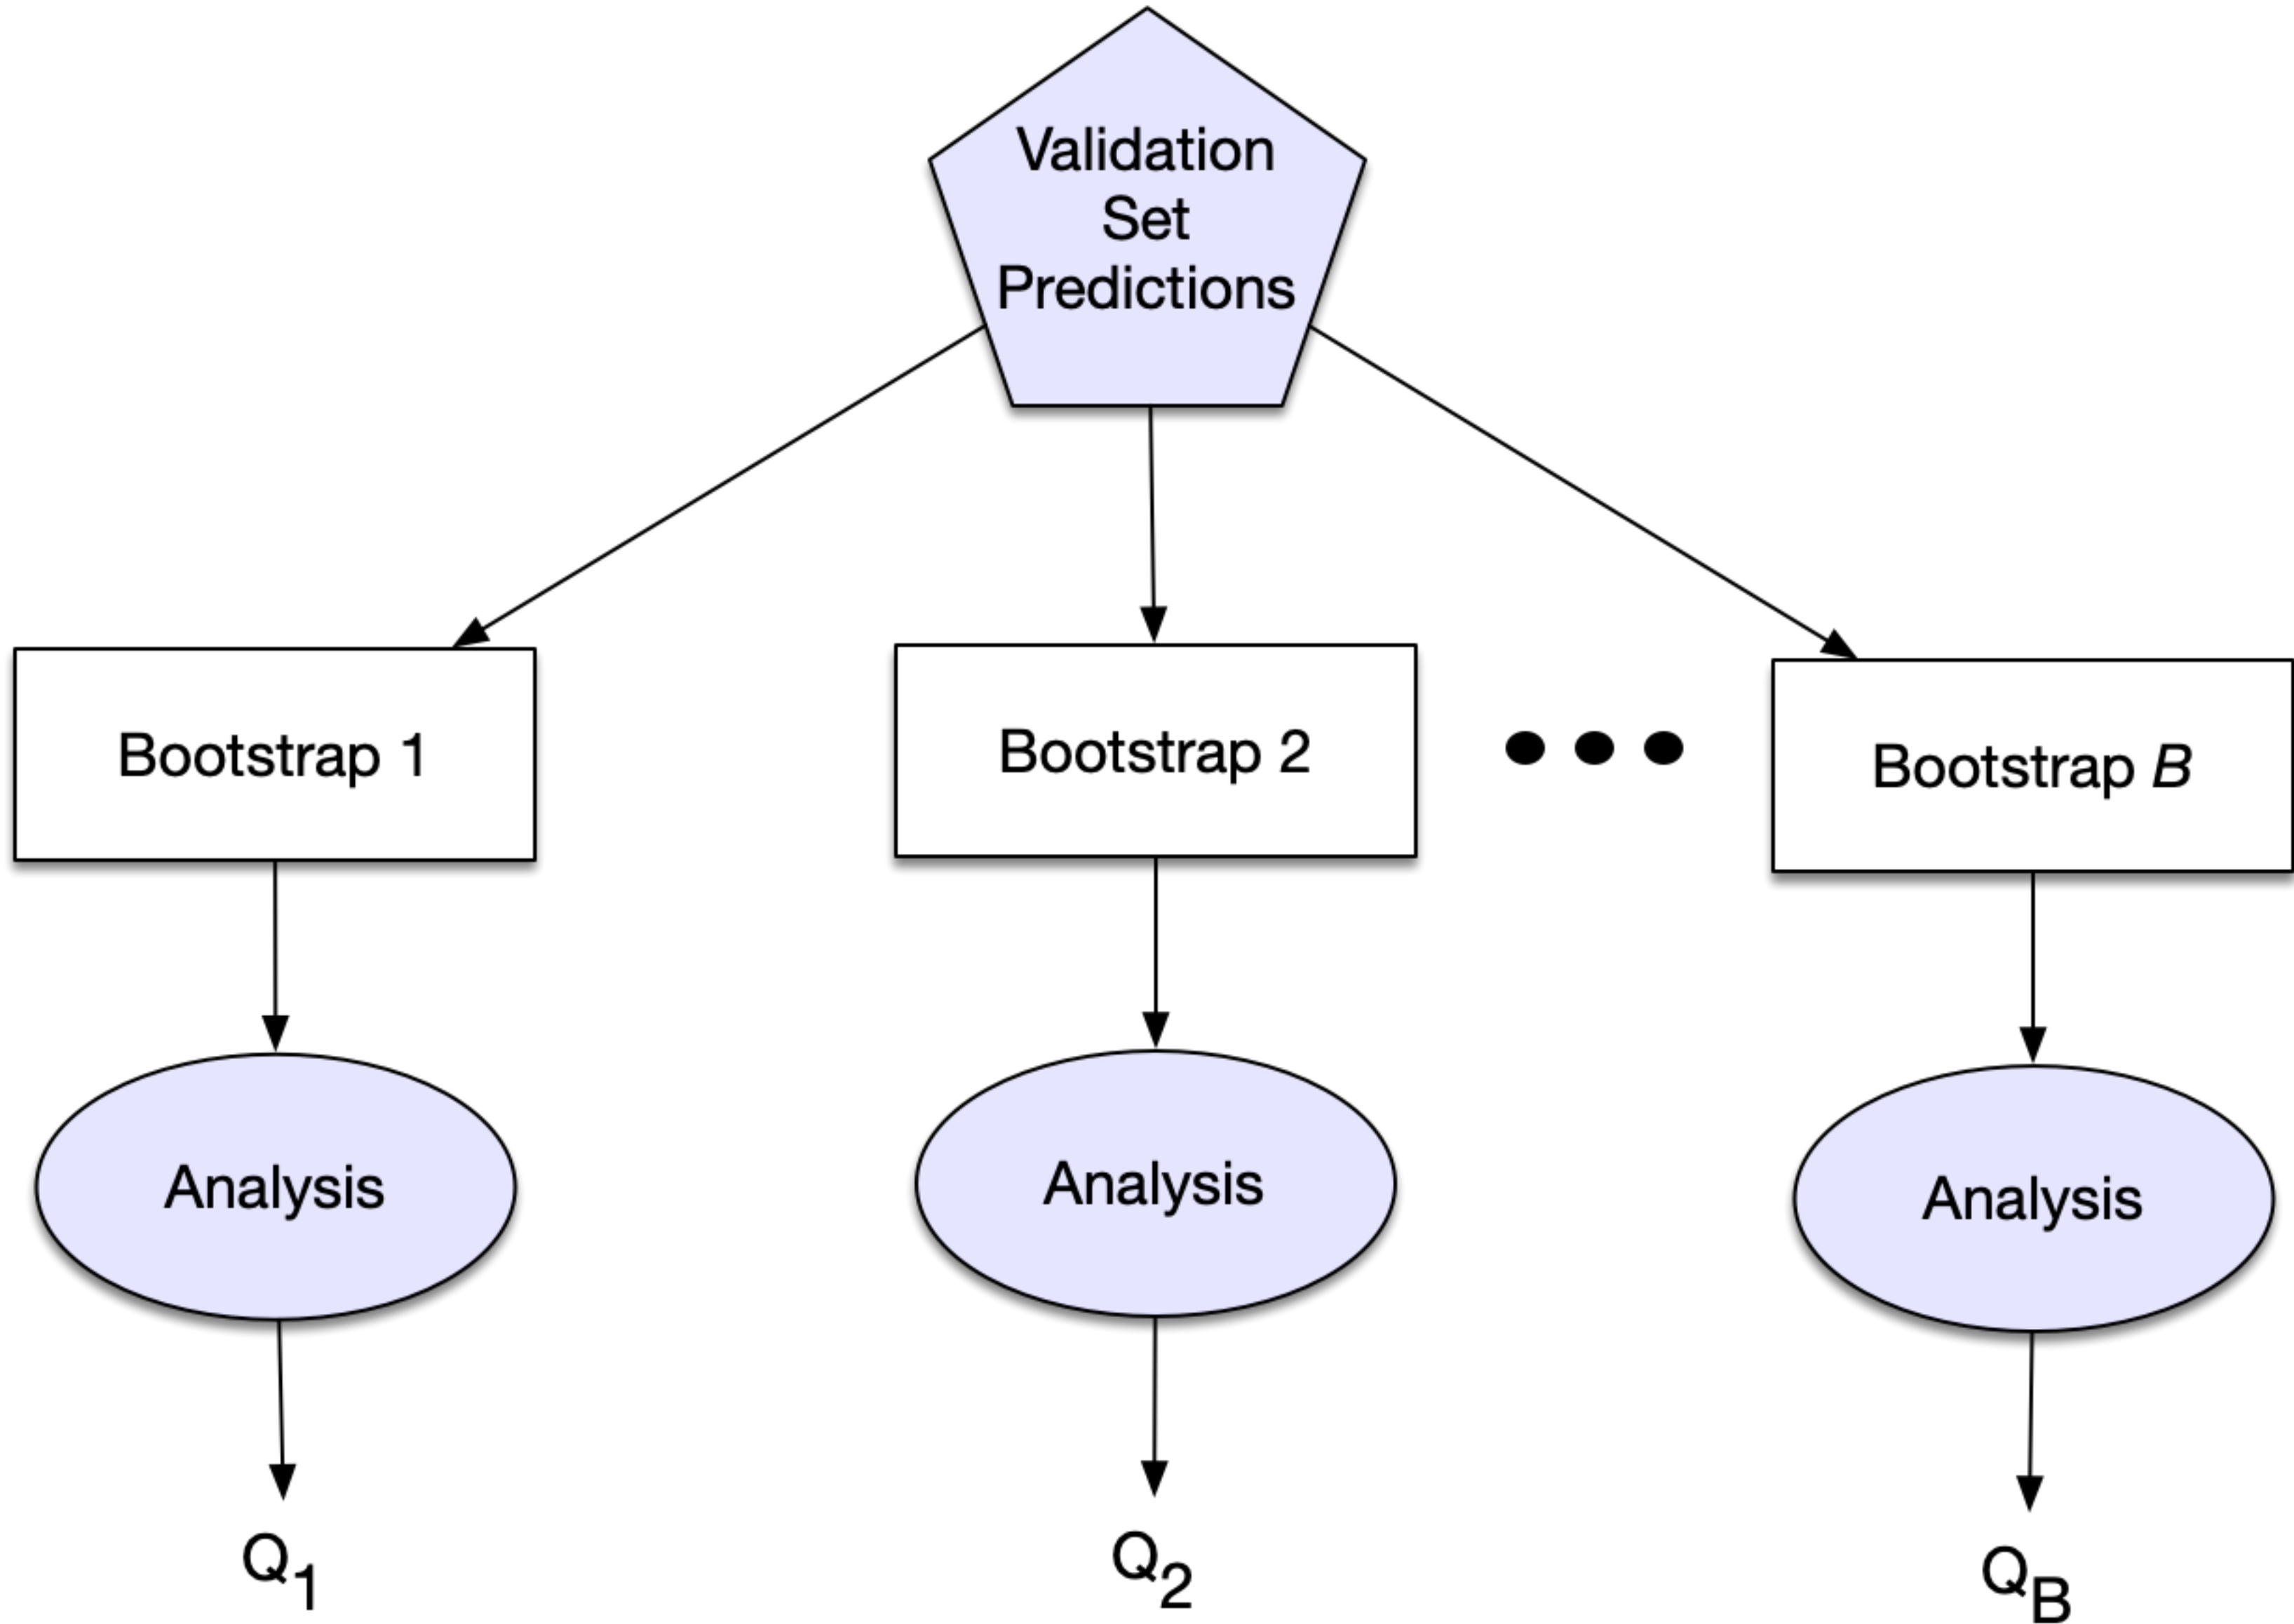 Validation
Set
Predictions
Bootstrap 1
Bootstrap 2
Bootstrap B
Analysis
Analysis
Analysis
Q1
Q2
QB